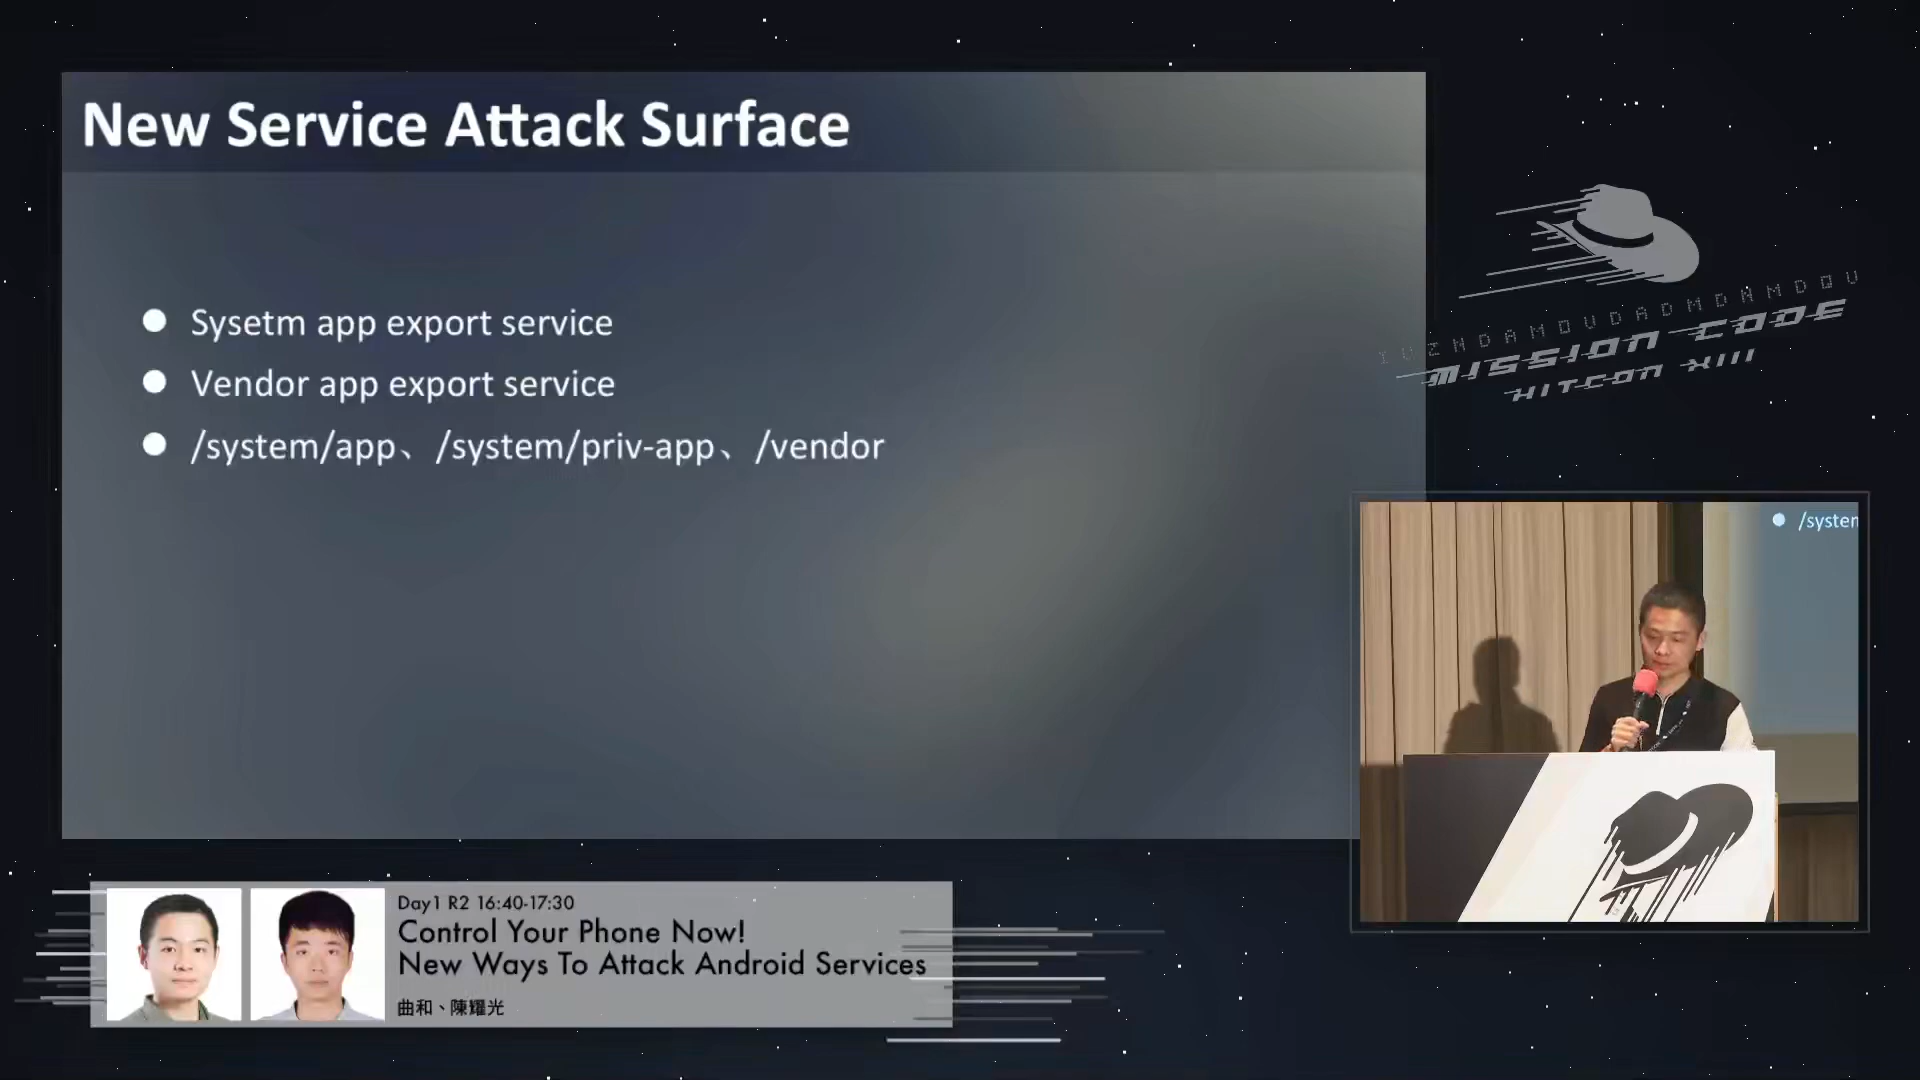 New Service Attack Surface
Sysetm app export service
Vendor app export service
/system/app、/system/priv-app、/vendor
MISSION CODE
HITCON XIII
/system
Day1 R2 16:40-17:30
Control Your Phone Now!
New Ways To Attack Android Services
曲和、陳耀光